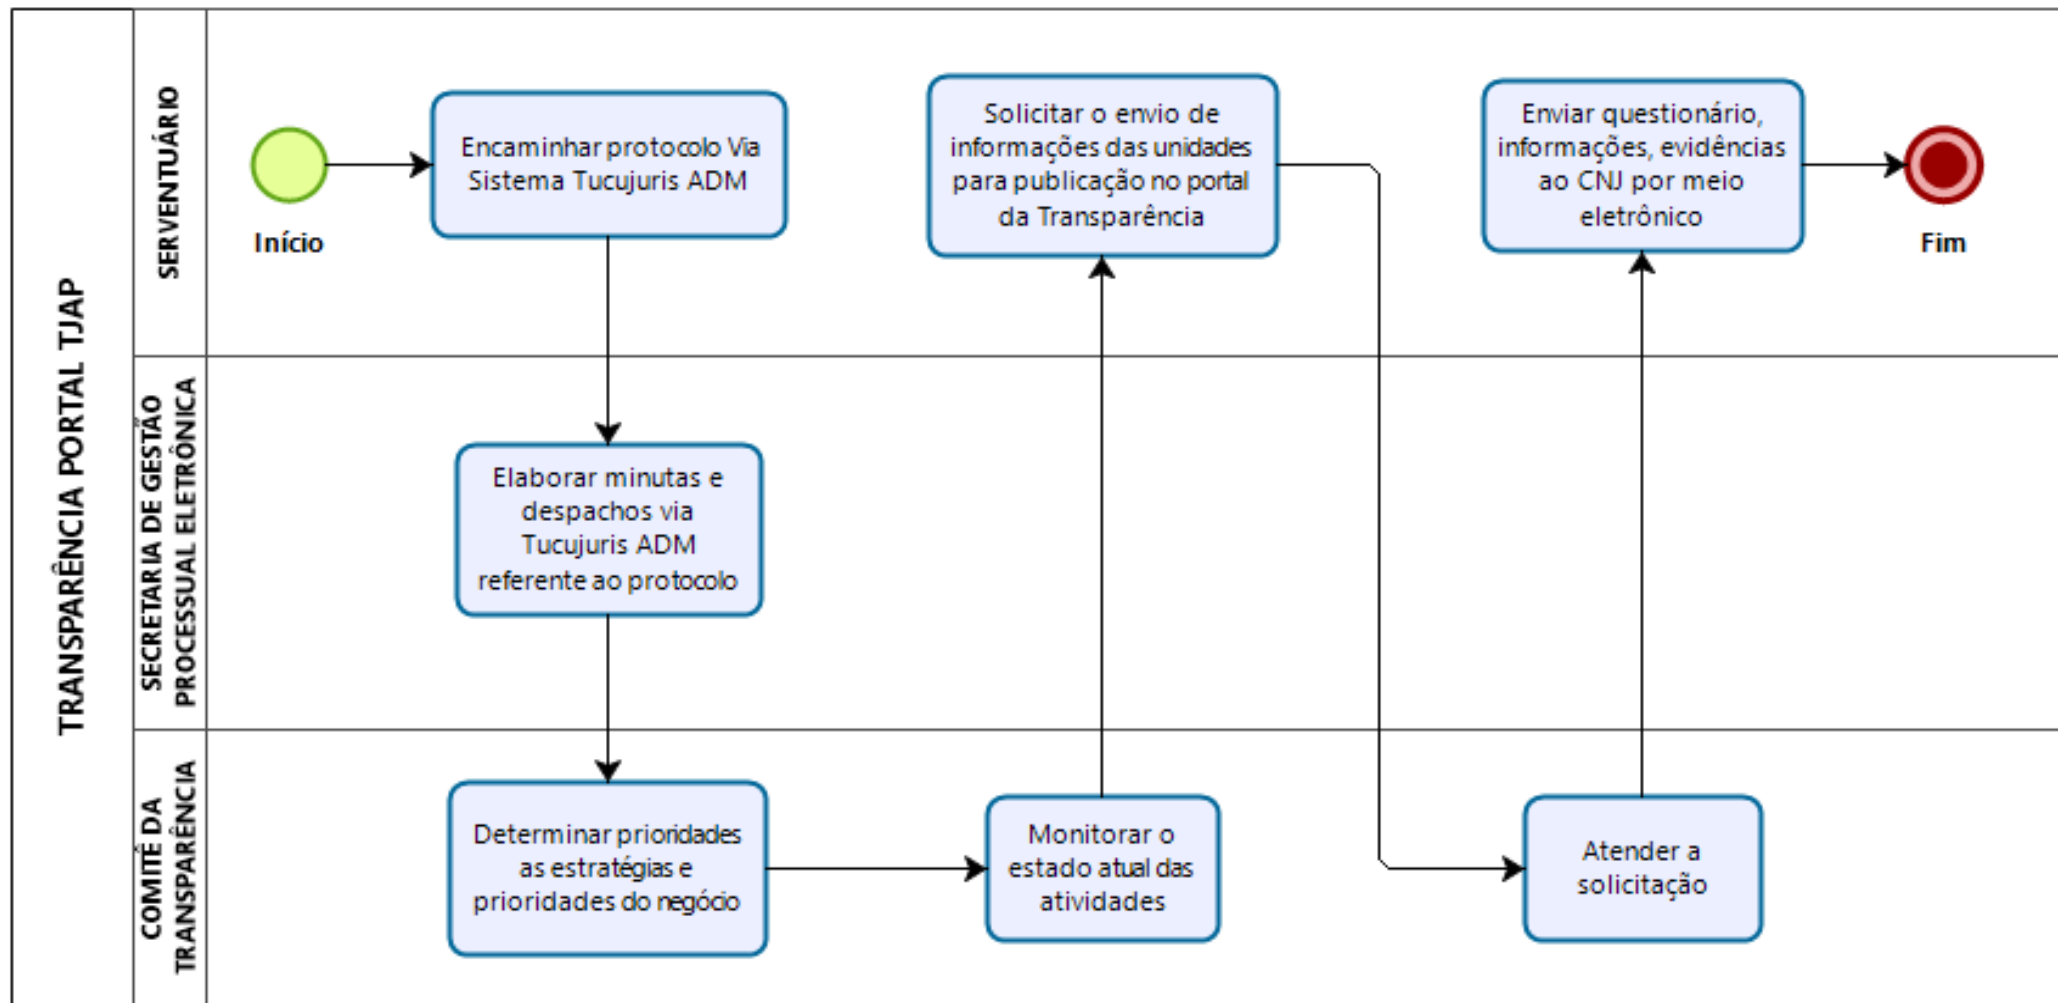 TRANSPARÊNCIA PORTAL TJAP
SERVENTUÁRIO
Início
Encaminhar protocolo Via
Sistema Tucujuris ADM
Solicitar o envio de
informações das unidades
para publicação no portal
da Transparência
Enviar questionário,
informações, evidências
ao CNJ por meio
eletrônico
Fim
SECRETARIA DE GESTÃO
PROCESSUAL ELETRÔNICA
Elaborar minutas e
despachos via
Tucujuris ADM
referente ao protocolo
COMITÊ DA
TRANSPARÊNCIA
Determinar prioridades
as estratégias e
prioridades do negócio
Monitorar o
estado atual das
atividades
Atender a
solicitação